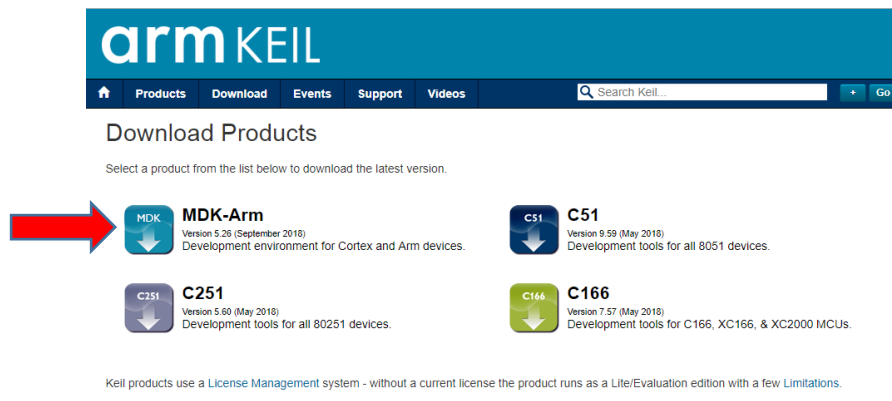 arm KEIL
Products Download Events Support Videos Search Keil... + Go
Download Products
Select a product from the list below to download the latest version.
MDK
MDK-Arm
Version 5.26 (September 2018)
Development environment for Cortex and Arm devices.
C51
C51
Version 9.59 (May 2018)
Development tools for all 8051 devices.
C251
C251
Version 5.60 (May 2018)
Development tools for all 80251 devices.
C166
C166
Version 7.57 (May 2018)
Development tools for C166, XC166, & XC2000 MCUs.
Keil products use a License Management system - without a current license the product runs as a Lite/Evaluation edition with a few Limitations.